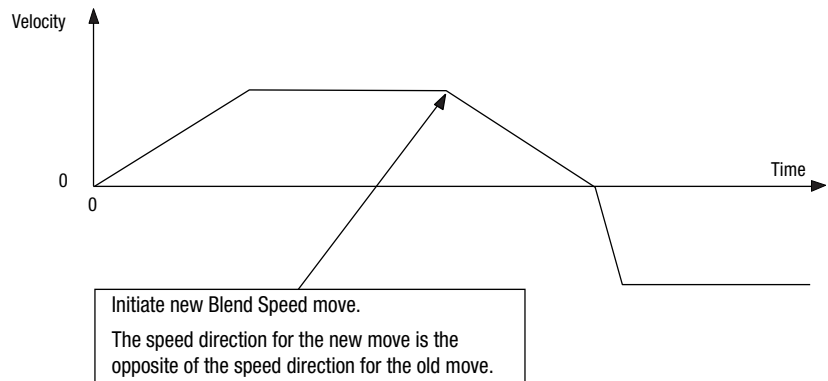 Velocity
0
Time
0
Initiate new Blend Speed move.
The speed direction for the new move is the
opposite of the speed direction for the old move.